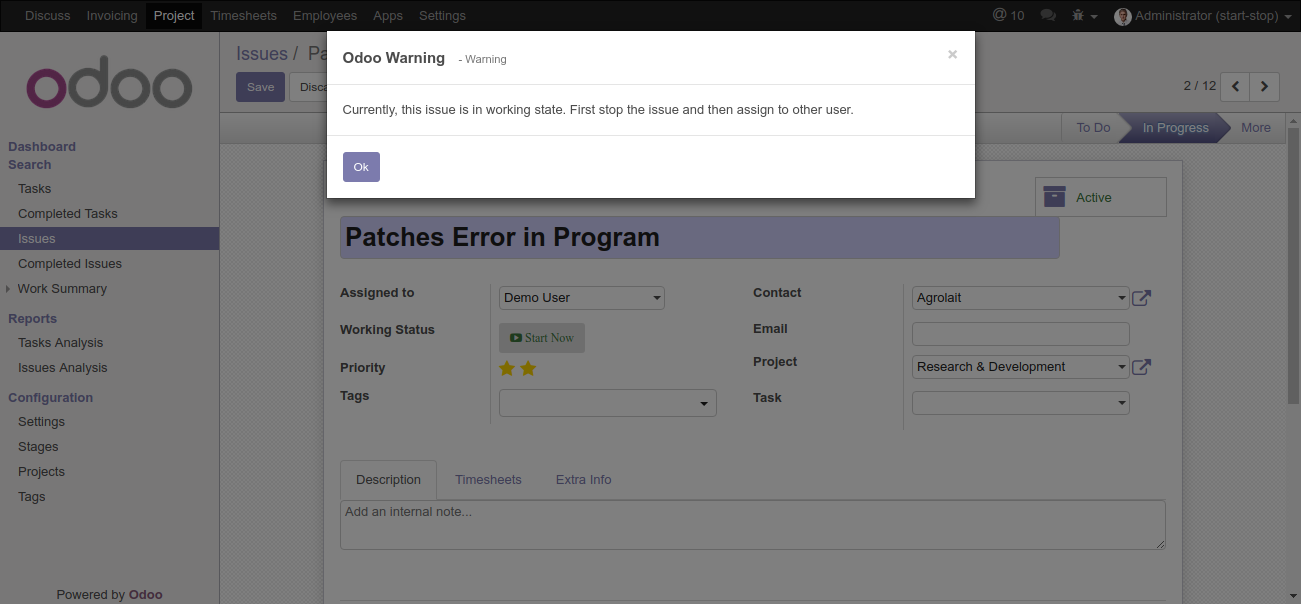 Discuss Invoicing Project Timesheets Employees Apps Settings @ 10 Administrator (start-stop)
odoo
Dashboard
Search
Tasks
Completed Tasks
Issues
Completed Issues
Work Summary
Reports
Tasks Analysis
Issues Analysis
Configuration
Settings
Stages
Projects
Tags
Powered by Odoo
Issues / Pa
Save Disca
2 / 12
To Do In Progress More
Odoo Warning - Warning ×
Currently, this issue is in working state. First stop the issue and then assign to other user.
Ok
Active
Patches Error in Program
Assigned to Demo User
Working Status Start Now
Priority
Tags
Contact Agrolait
Email
Project Research & Development
Task
Description Timesheets Extra Info
Add an internal note...